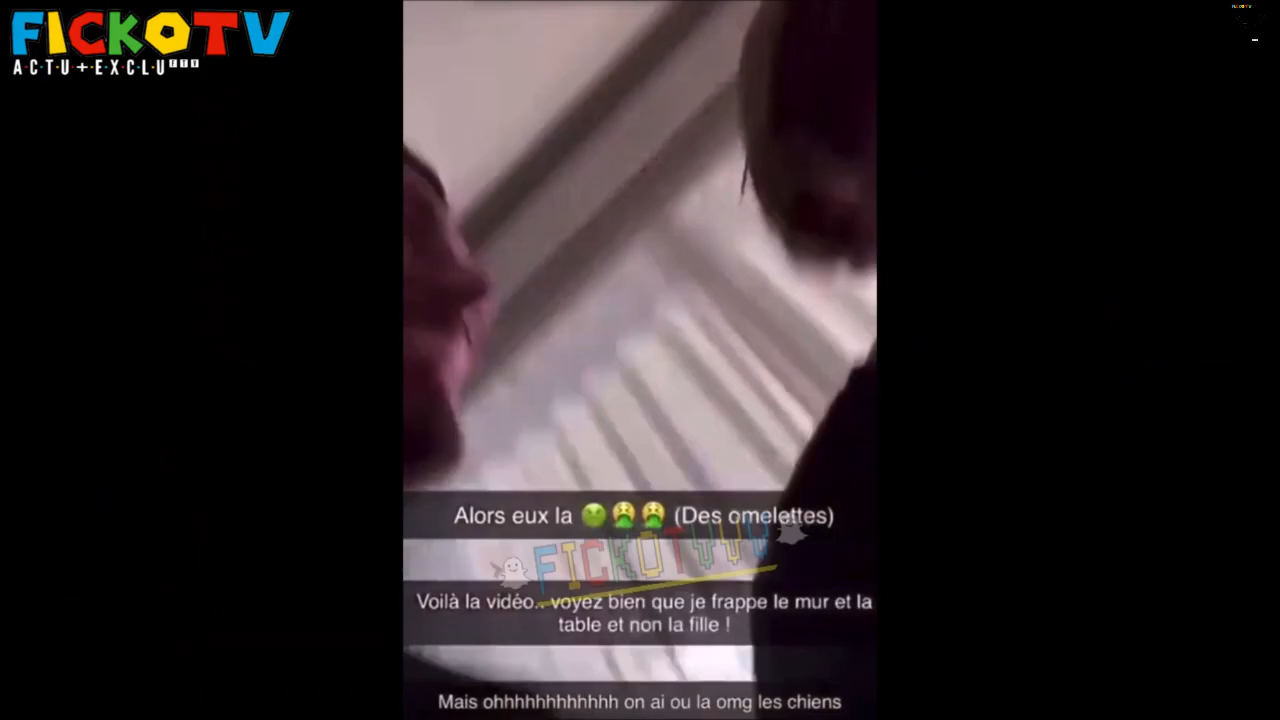 FICKOTV
ACTU+EXCLU
Alors eux la 🤢🤮🤮 (Des omelettes)
FICKOTVVV
Voilà la vidéo.. voyez bien que je frappe le mur et la
table et non la fille !
Mais ohhhhhhhhhhhh on ai ou la omg les chiens